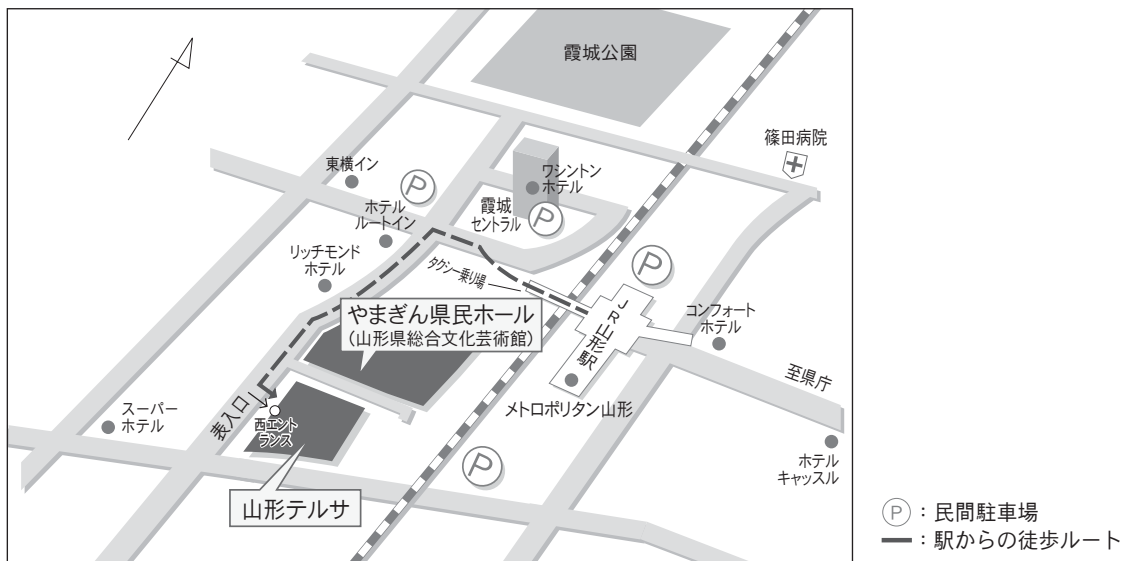 霞城公園
篠田病院
東横イン
P
ワシントン
ホテル
ホテル
ルートイン
霞城
セントラル
P
リッチモンド
ホテル
タクシー乗り場
P
JR山形駅
コンフォート
ホテル
やまぎん県民ホール
(山形県総合文化芸術館)
至県庁
メトロポリタン山形
スーパー
ホテル
表入口
西エント
ランス
P
ホテル
キャッスル
山形テルサ
P:民間駐車場
:駅からの徒歩ルート